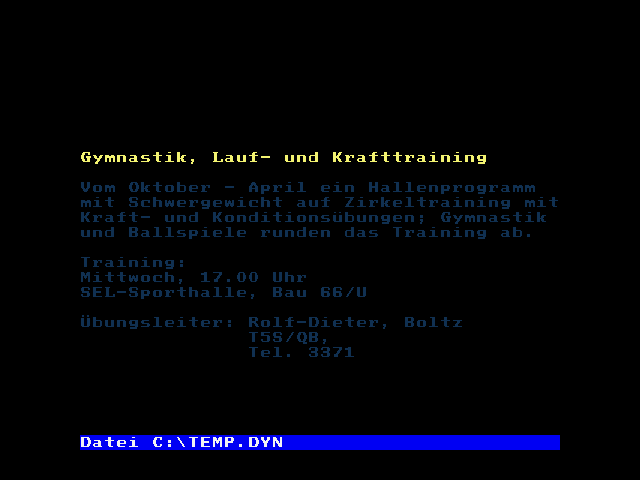 Gymnastik, Lauf- und Krafttraining
Vom Oktober - April ein Hallenprogramm
mit Schwergewicht auf Zirkeltraining mit
Kraft- und Konditionsübungen; Gymnastik
und Ballspiele runden das Training ab.
Training:
Mittwoch, 17.00 Uhr
SEL-Sporthalle, Bau 66/U
Übungsleiter: Rolf-Dieter, Boltz
T5S/QB,
Tel. 3371
Datei C:\TEMP.DYN